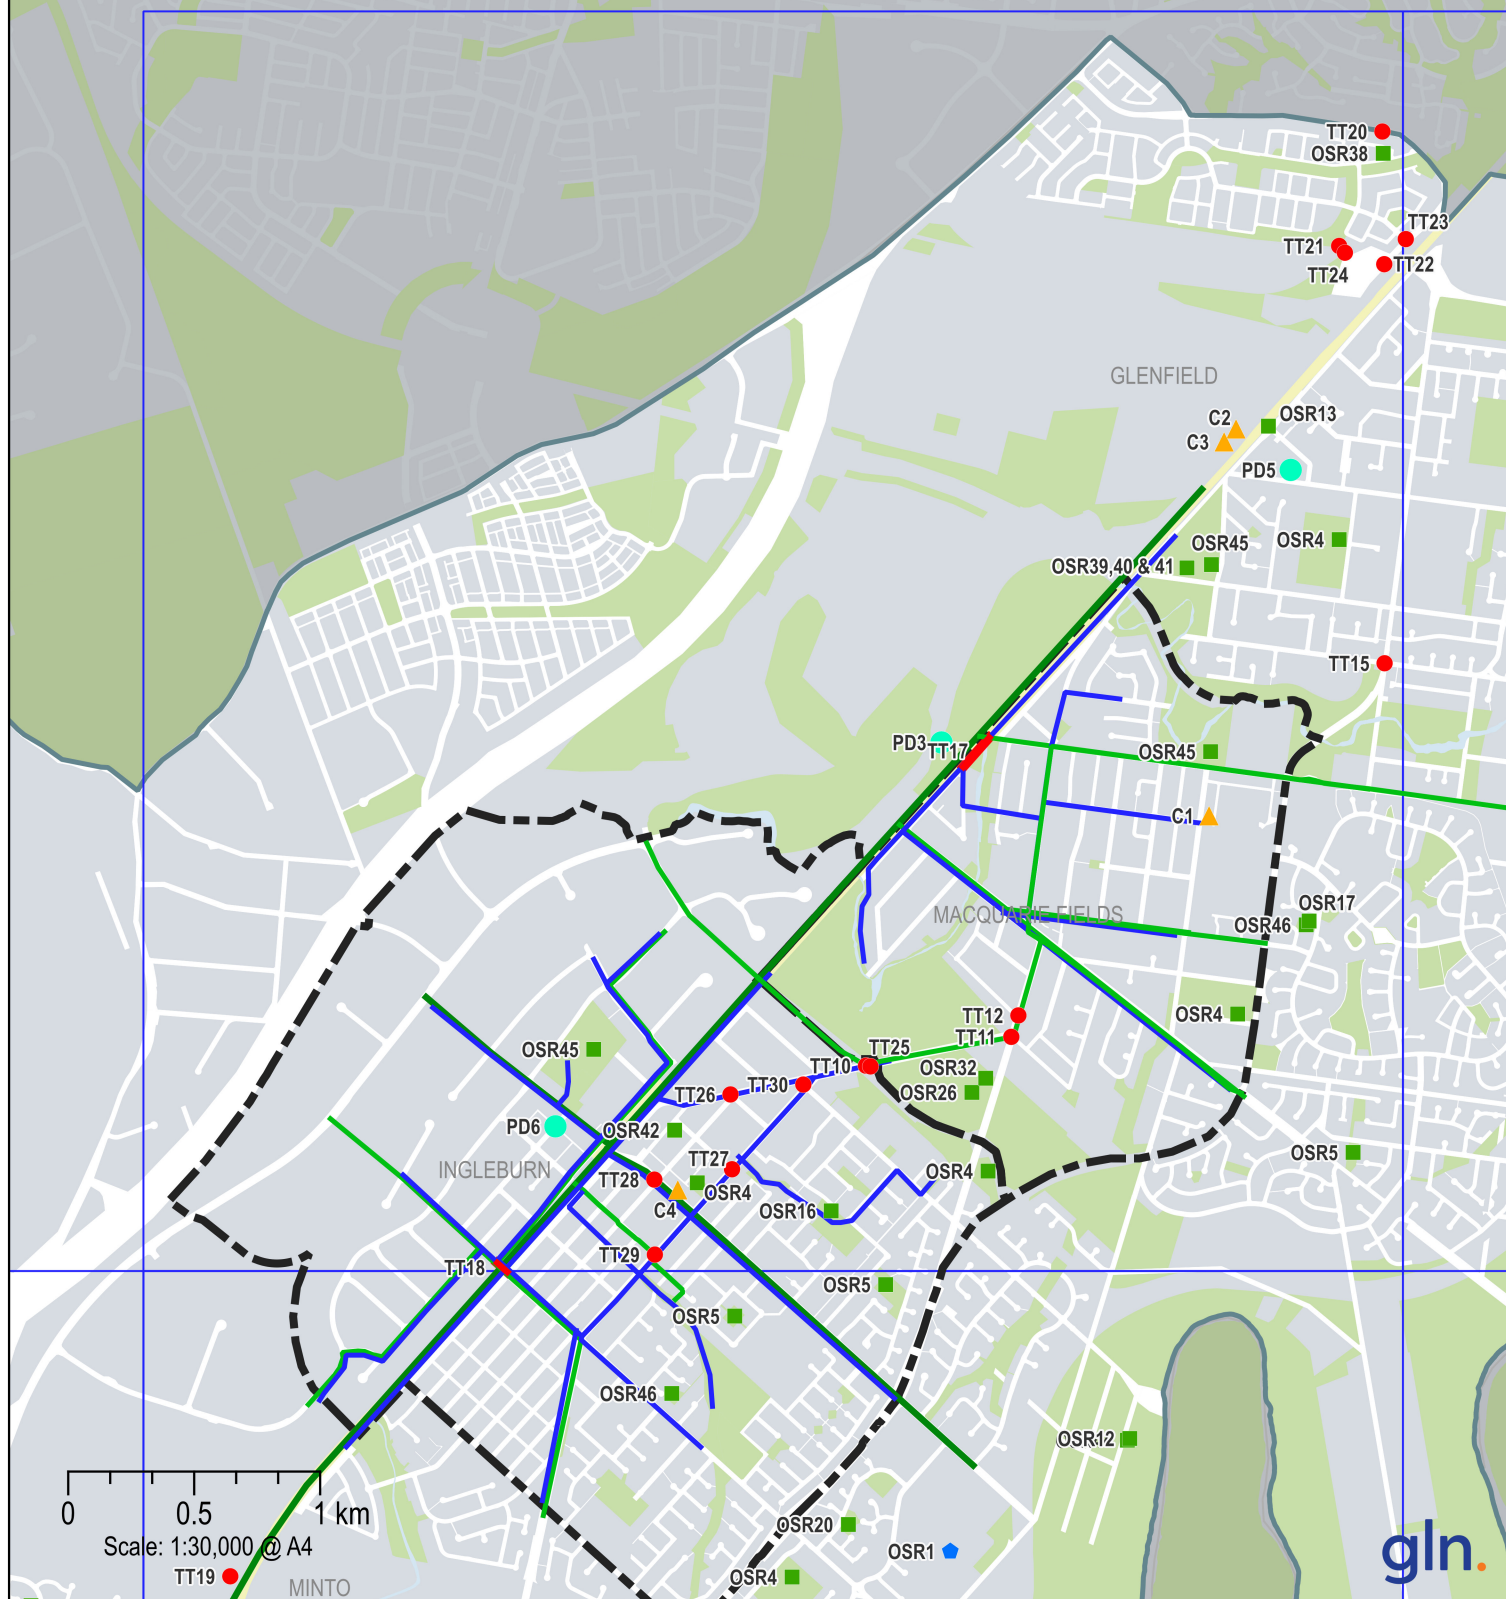 TT20
OSR38
TT23
TT21
TT22
TT24
GLENFIELD
C2
OSR13
C3
PD5
OSR4
OSR45
OSR39,40 & 41
TT15
PD3
TT17
OSR45
C1
OSR17
MACQUARIE FIELDS
OSR46
TT12
OSR4
TT11
TT25
OSR45
TT10
OSR32
TT30
TT26
OSR26
PD6
OSR42
OSR5
TT27
INGLEBURN
OSR4
TT28
OSR4
C4
OSR16
TT29
TT18
OSR5
OSR5
OSR46
OSR12
0 0.5 1 km
OSR20
Scale: 1:30,000 @ A4
OSR1
gln.
TT19
OSR4
MINTO